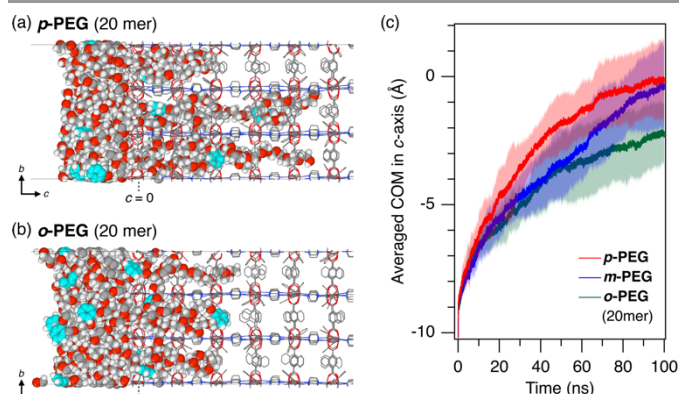 (a) p-PEG (20 mer)
b
c
c = 0
(b) o-PEG (20 mer)
b
(c)
Averaged COM in c-axis (Å)
0
-5
-10
p-PEG
m-PEG
o-PEG
(20mer)
0 20 40 60 80 100
Time (ns)